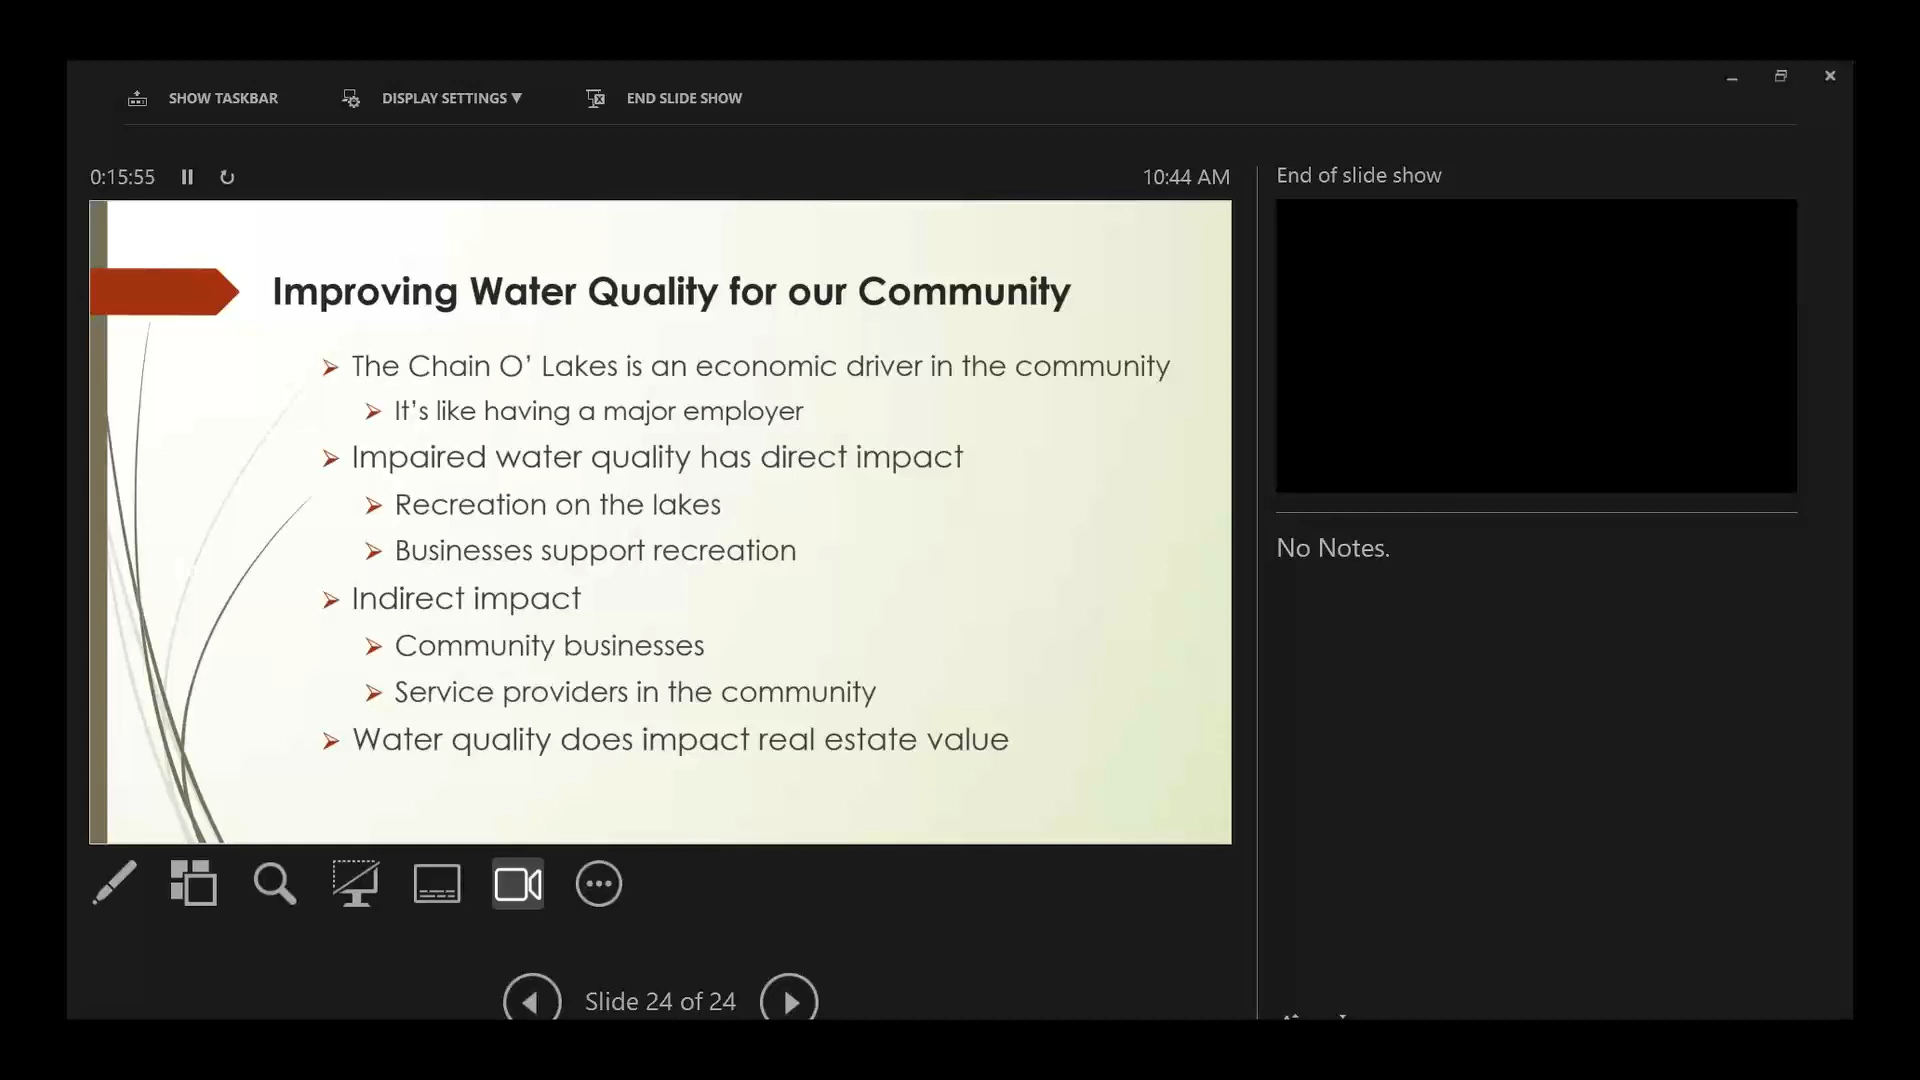 SHOW TASKBAR
DISPLAY SETTINGS ▼
END SLIDE SHOW
0:15:55
10:44 AM
End of slide show
Improving Water Quality for our Community
The Chain O’ Lakes is an economic driver in the community
It’s like having a major employer
Impaired water quality has direct impact
Recreation on the lakes
Businesses support recreation
Indirect impact
Community businesses
Service providers in the community
Water quality does impact real estate value
No Notes.
Slide 24 of 24